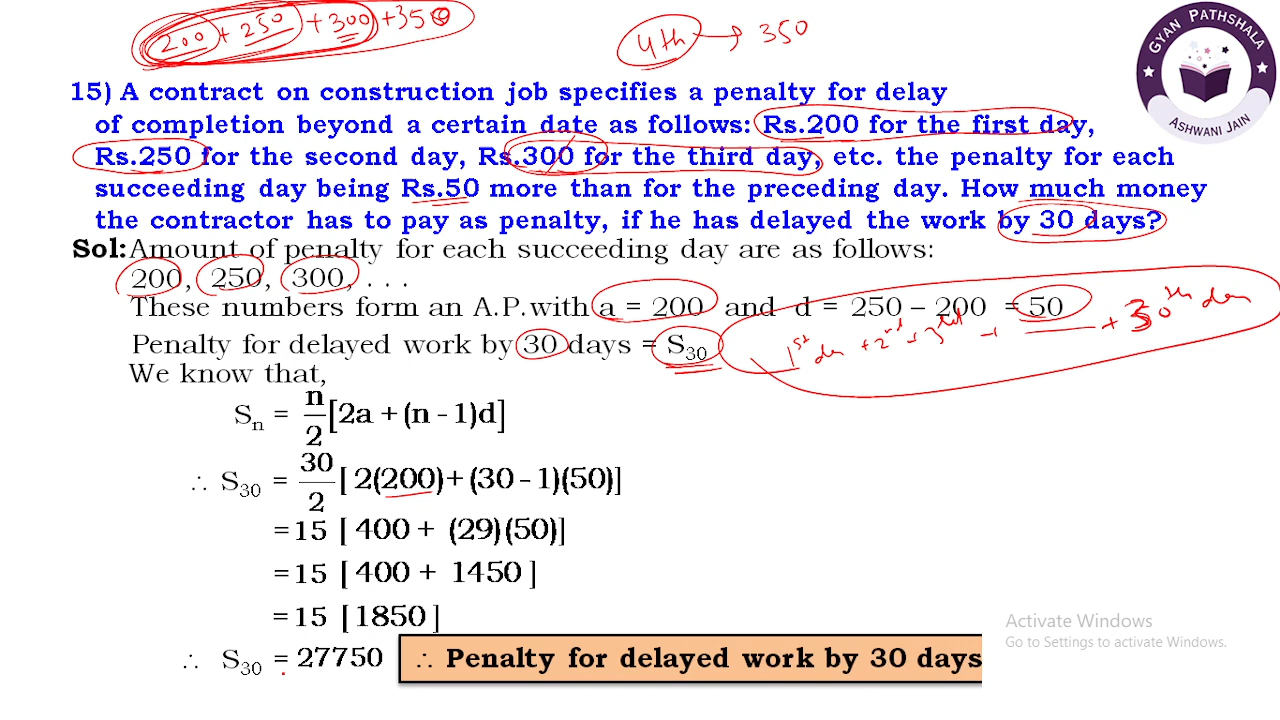 200 + 250 + 300 + 350
4th → 350
GYAN PATHSHALA
ASHWANI JAIN
15) A contract on construction job specifies a penalty for delay
of completion beyond a certain date as follows: Rs.200 for the first day,
Rs.250 for the second day, Rs.300 for the third day, etc. the penalty for each
succeeding day being Rs.50 more than for the preceding day. How much money
the contractor has to pay as penalty, if he has delayed the work by 30 days?
Sol: Amount of penalty for each succeeding day are as follows:
200, 250, 300, . . .
These numbers form an A.P. with a = 200 and d = 250 – 200 = 50
Penalty for delayed work by 30 days = S30
1st day + 2nd + 3rd + + 30th day
We know that,
Sn = n/2 [2a + (n - 1)d]
∴ S30 = 30/2 [ 2(200) + (30 - 1)(50)]
= 15 [ 400 + (29)(50)]
= 15 [ 400 + 1450 ]
= 15 [ 1850 ]
∴ S30 = 27750
∴ Penalty for delayed work by 30 days
Activate Windows
Go to Settings to activate Windows.